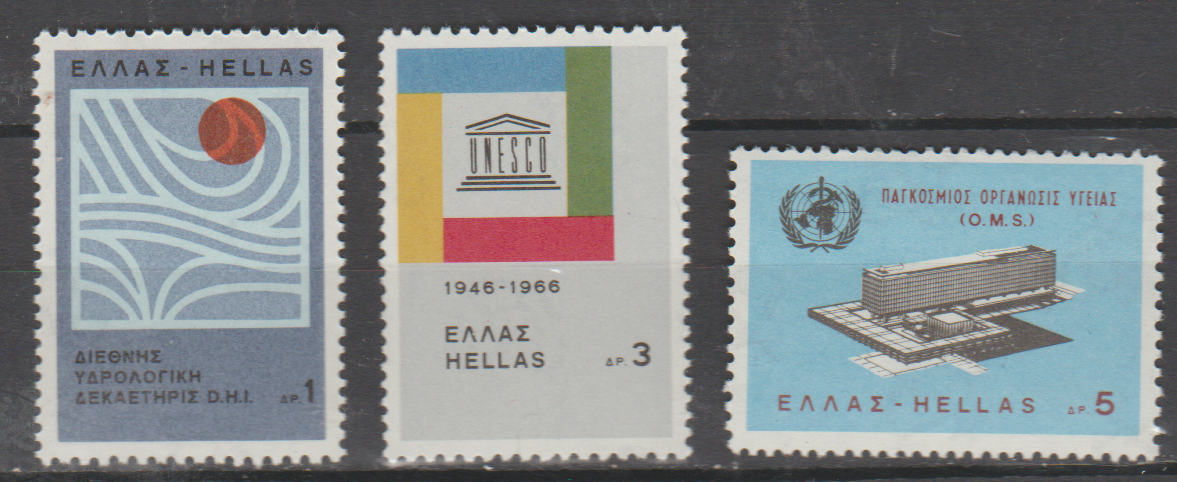 ΕΛΛΑΣ - HELLAS
ΔΙΕΘΝΗΣ
ΥΔΡΟΛΟΓΙΚΗ
ΔΕΚΑΕΤΗΡΙΣ D.H.I. ΔΡ. 1
UNESCO
1946-1966
ΕΛΛΑΣ
HELLAS ΔΡ. 3
ΠΑΓΚΟΣΜΙΟΣ ΟΡΓΑΝΩΣΙΣ ΥΓΕΙΑΣ
(O.M.S.)
ΕΛΛΑΣ - HELLAS ΔΡ. 5